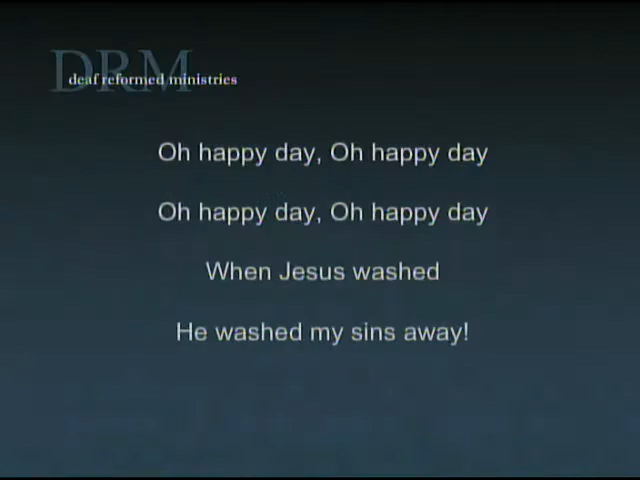 DRM
deaf reformed ministries
Oh happy day, Oh happy day
Oh happy day, Oh happy day
When Jesus washed
He washed my sins away!